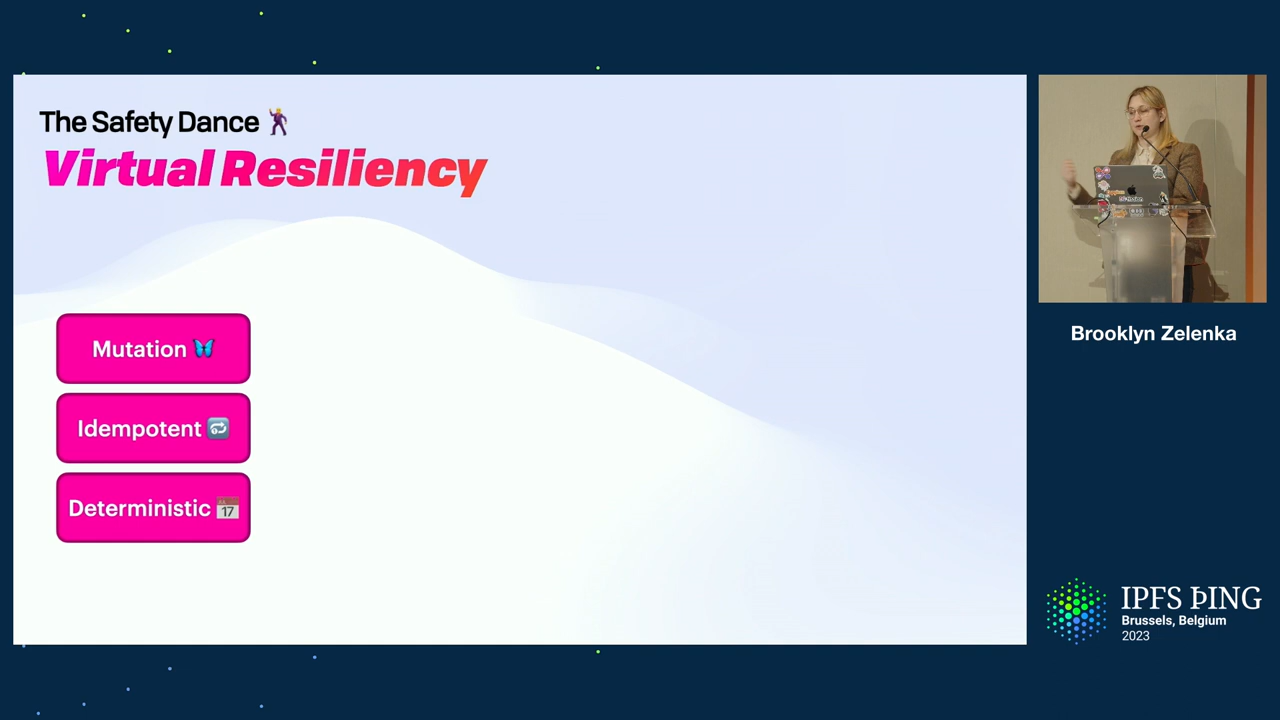 The Safety Dance 🕺
Virtual Resiliency
Mutation 🦋
Idempotent 🔂
Deterministic 📅
Brooklyn Zelenka
IPFS ÞING
Brussels, Belgium
2023